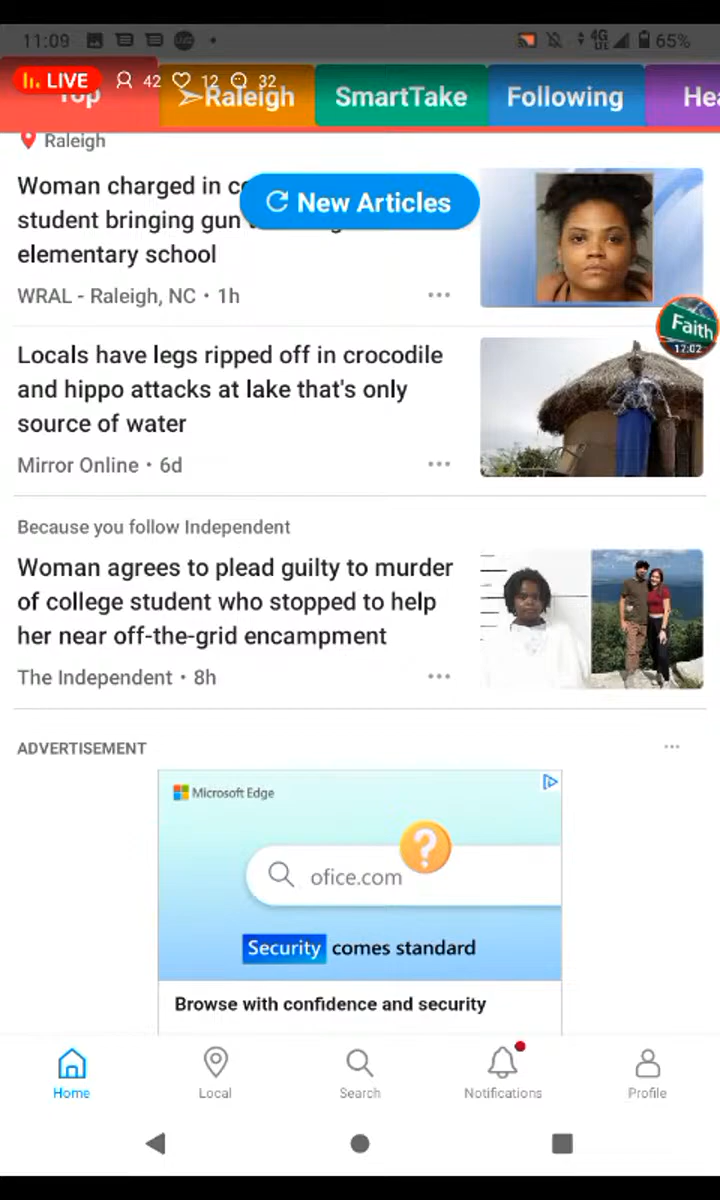 11:09
4G
LTE
65%
LIVE 42 12 32
Top
Raleigh
SmartTake
Following
Hea
Raleigh
Woman charged in
student bringing gun
elementary school
New Articles
WRAL - Raleigh, NC • 1h
Faith
17:02
Locals have legs ripped off in crocodile
and hippo attacks at lake that's only
source of water
Mirror Online • 6d
Because you follow Independent
Woman agrees to plead guilty to murder
of college student who stopped to help
her near off-the-grid encampment
The Independent • 8h
ADVERTISEMENT
Microsoft Edge
?
ofice.com
Security comes standard
Browse with confidence and security
Home
Local
Search
Notifications
Profile